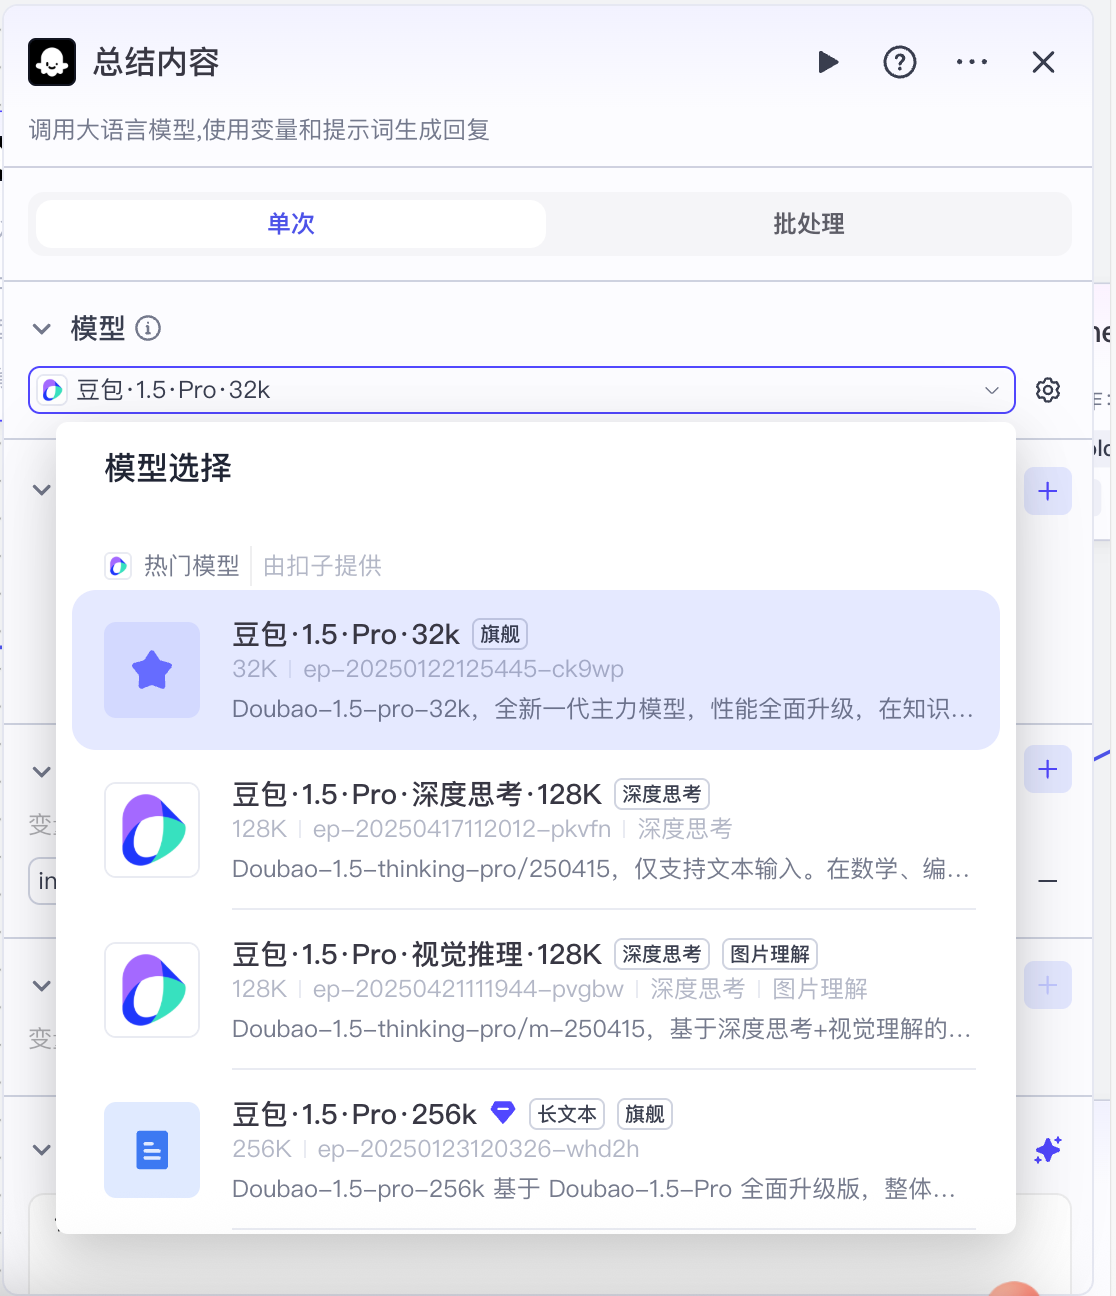 总结内容
调用大语言模型,使用变量和提示词生成回复
单次
批处理
模型
豆包·1.5·Pro·32k
模型选择
热门模型
由扣子提供
豆包·1.5·Pro·32k 旗舰
32K ep-20250122125445-ck9wp
Doubao-1.5-pro-32k，全新一代主力模型，性能全面升级，在知识...
豆包·1.5·Pro·深度思考·128K 深度思考
128K ep-20250417112012-pkvfn 深度思考
Doubao-1.5-thinking-pro/250415，仅支持文本输入。在数学、编...
豆包·1.5·Pro·视觉推理·128K 深度思考 图片理解
128K ep-20250421111944-pvgbw 深度思考 图片理解
Doubao-1.5-thinking-pro/m-250415，基于深度思考+视觉理解的...
豆包·1.5·Pro·256k 长文本 旗舰
256K ep-20250123120326-whd2h
Doubao-1.5-pro-256k 基于 Doubao-1.5-Pro 全面升级版，整体...
变
in
变